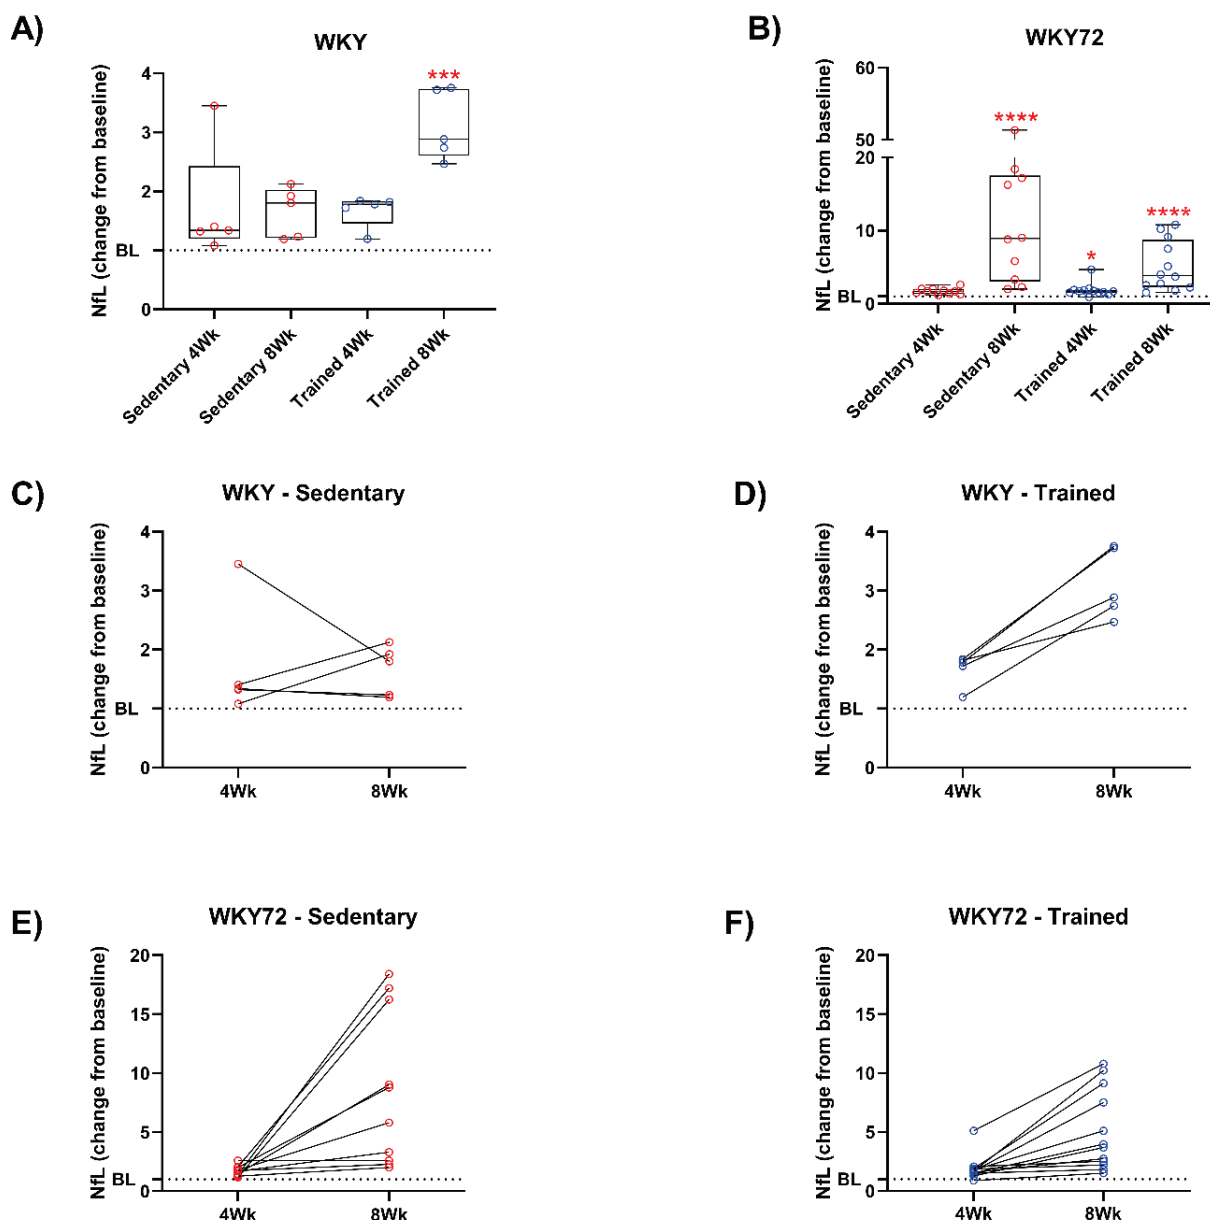 A)
WKY
NfL (change from baseline)
4
***
3
2
BL
0
Sedentary 4Wk
Sedentary 8Wk
Trained 4Wk
Trained 8Wk
B)
WKY72
NfL (change from baseline)
60
****
50
20
****
10
*
BL
0
Sedentary 4Wk
Sedentary 8Wk
Trained 4Wk
Trained 8Wk
C)
WKY - Sedentary
NfL (change from baseline)
4
3
2
BL
0
4Wk
8Wk
D)
WKY - Trained
NfL (change from baseline)
4
3
2
BL
0
4Wk
8Wk
E)
WKY72 - Sedentary
NfL (change from baseline)
20
15
10
5
BL
0
4Wk
8Wk
F)
WKY72 - Trained
NfL (change from baseline)
20
15
10
5
BL
0
4Wk
8Wk